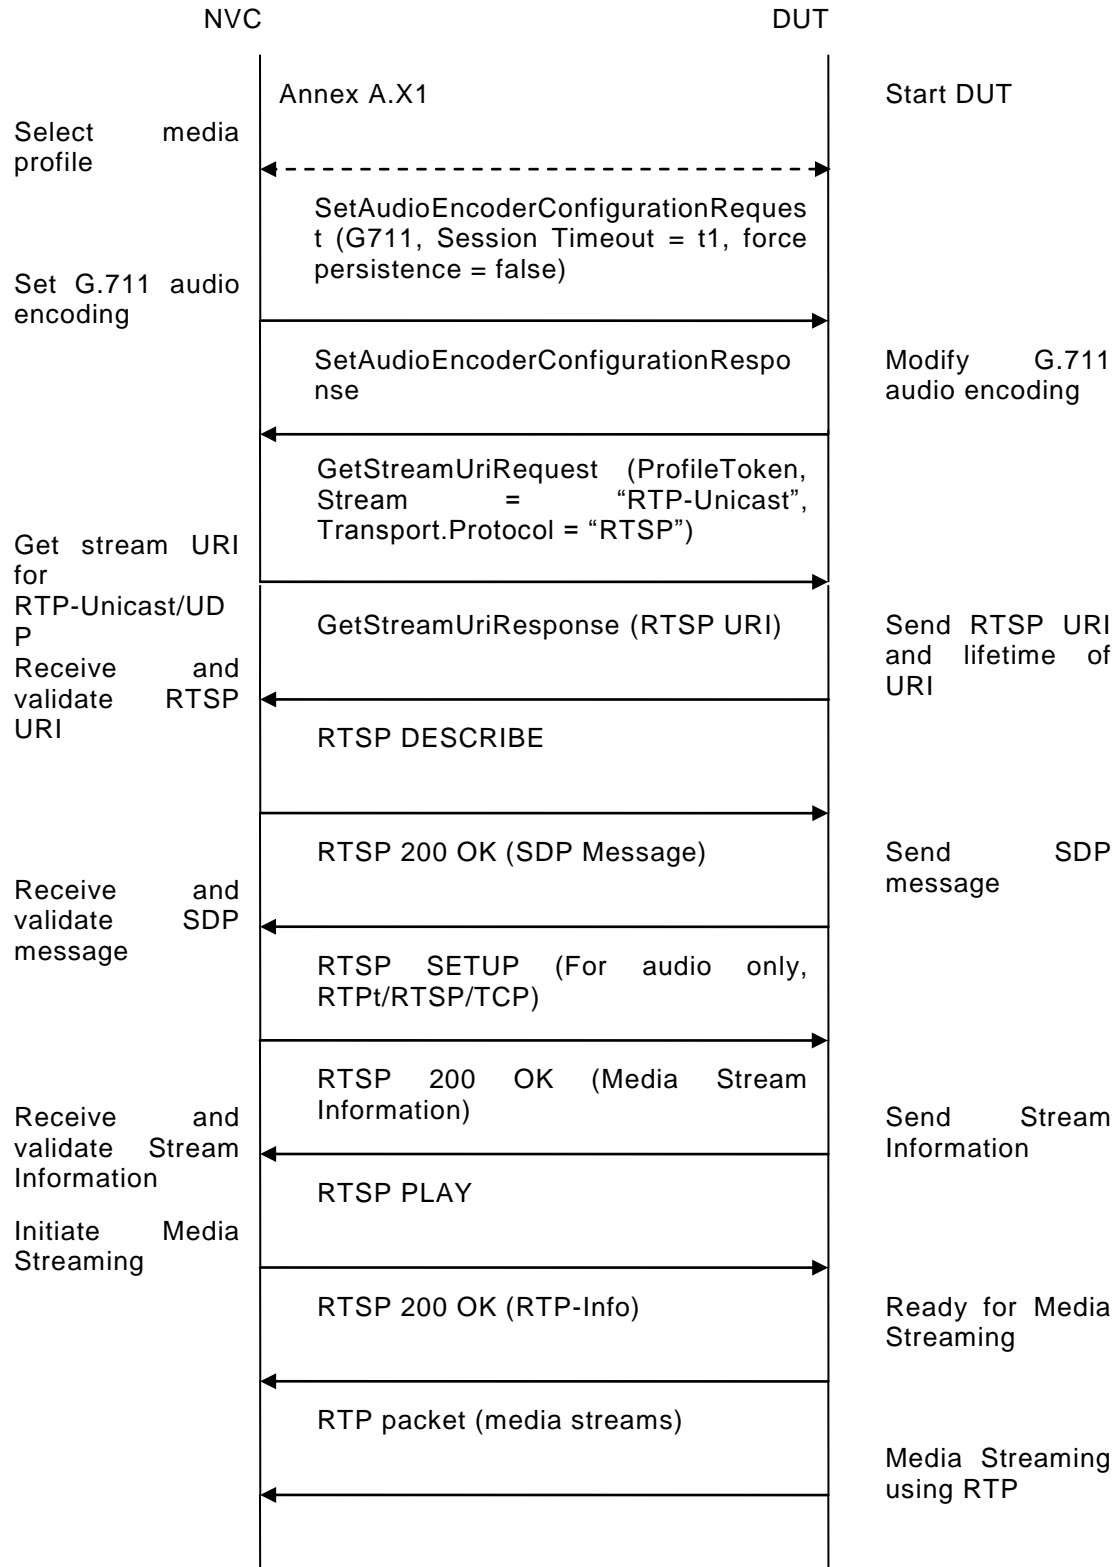 NVC
DUT
Annex A.X1
Start DUT
Select media
profile
SetAudioEncoderConfigurationReques
t (G711, Session Timeout = t1, force
persistence = false)
Set G.711 audio
encoding
SetAudioEncoderConfigurationRespo
nse
Modify G.711
audio encoding
GetStreamUriRequest (ProfileToken,
Stream = “RTP-Unicast”,
Transport.Protocol = “RTSP”)
Get stream URI
for
RTP-Unicast/UD
P
GetStreamUriResponse (RTSP URI)
Send RTSP URI
and lifetime of
URI
Receive and
validate RTSP
URI
RTSP DESCRIBE
RTSP 200 OK (SDP Message)
Send SDP
message
Receive and
validate SDP
message
RTSP SETUP (For audio only,
RTPt/RTSP/TCP)
RTSP 200 OK (Media Stream
Information)
Send Stream
Information
Receive and
validate Stream
Information
RTSP PLAY
Initiate Media
Streaming
RTSP 200 OK (RTP-Info)
Ready for Media
Streaming
RTP packet (media streams)
Media Streaming
using RTP